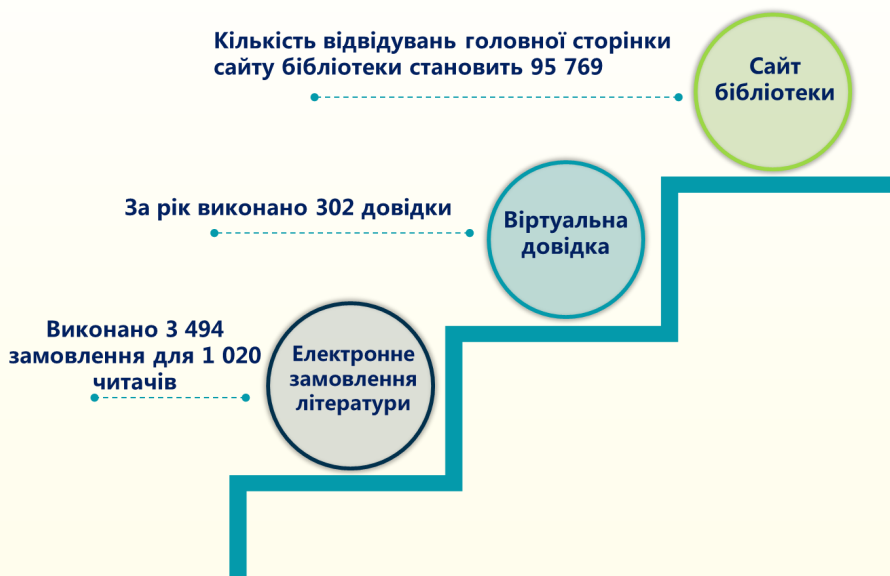 Кількість відвідувань головної сторінки
сайту бібліотеки становить 95 769
Сайт
бібліотеки
За рік виконано 302 довідки
Віртуальна
довідка
Виконано 3 494
замовлення для 1 020
читачів
Електронне
замовлення
літератури